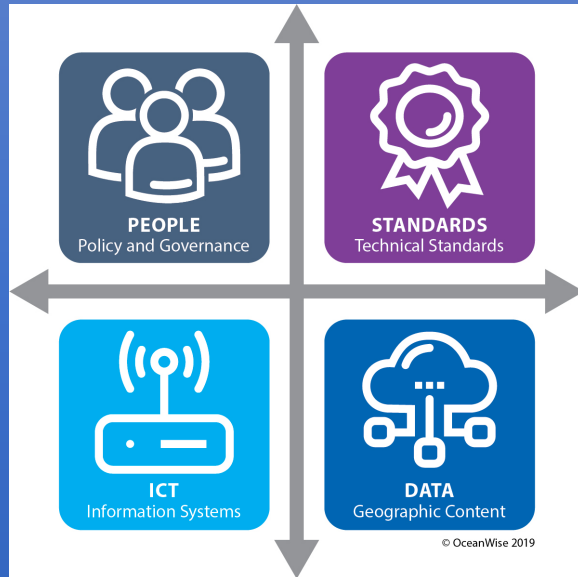 PEOPLE
Policy and Governance
STANDARDS
Technical Standards
ICT
Information Systems
DATA
Geographic Content
© OceanWise 2019